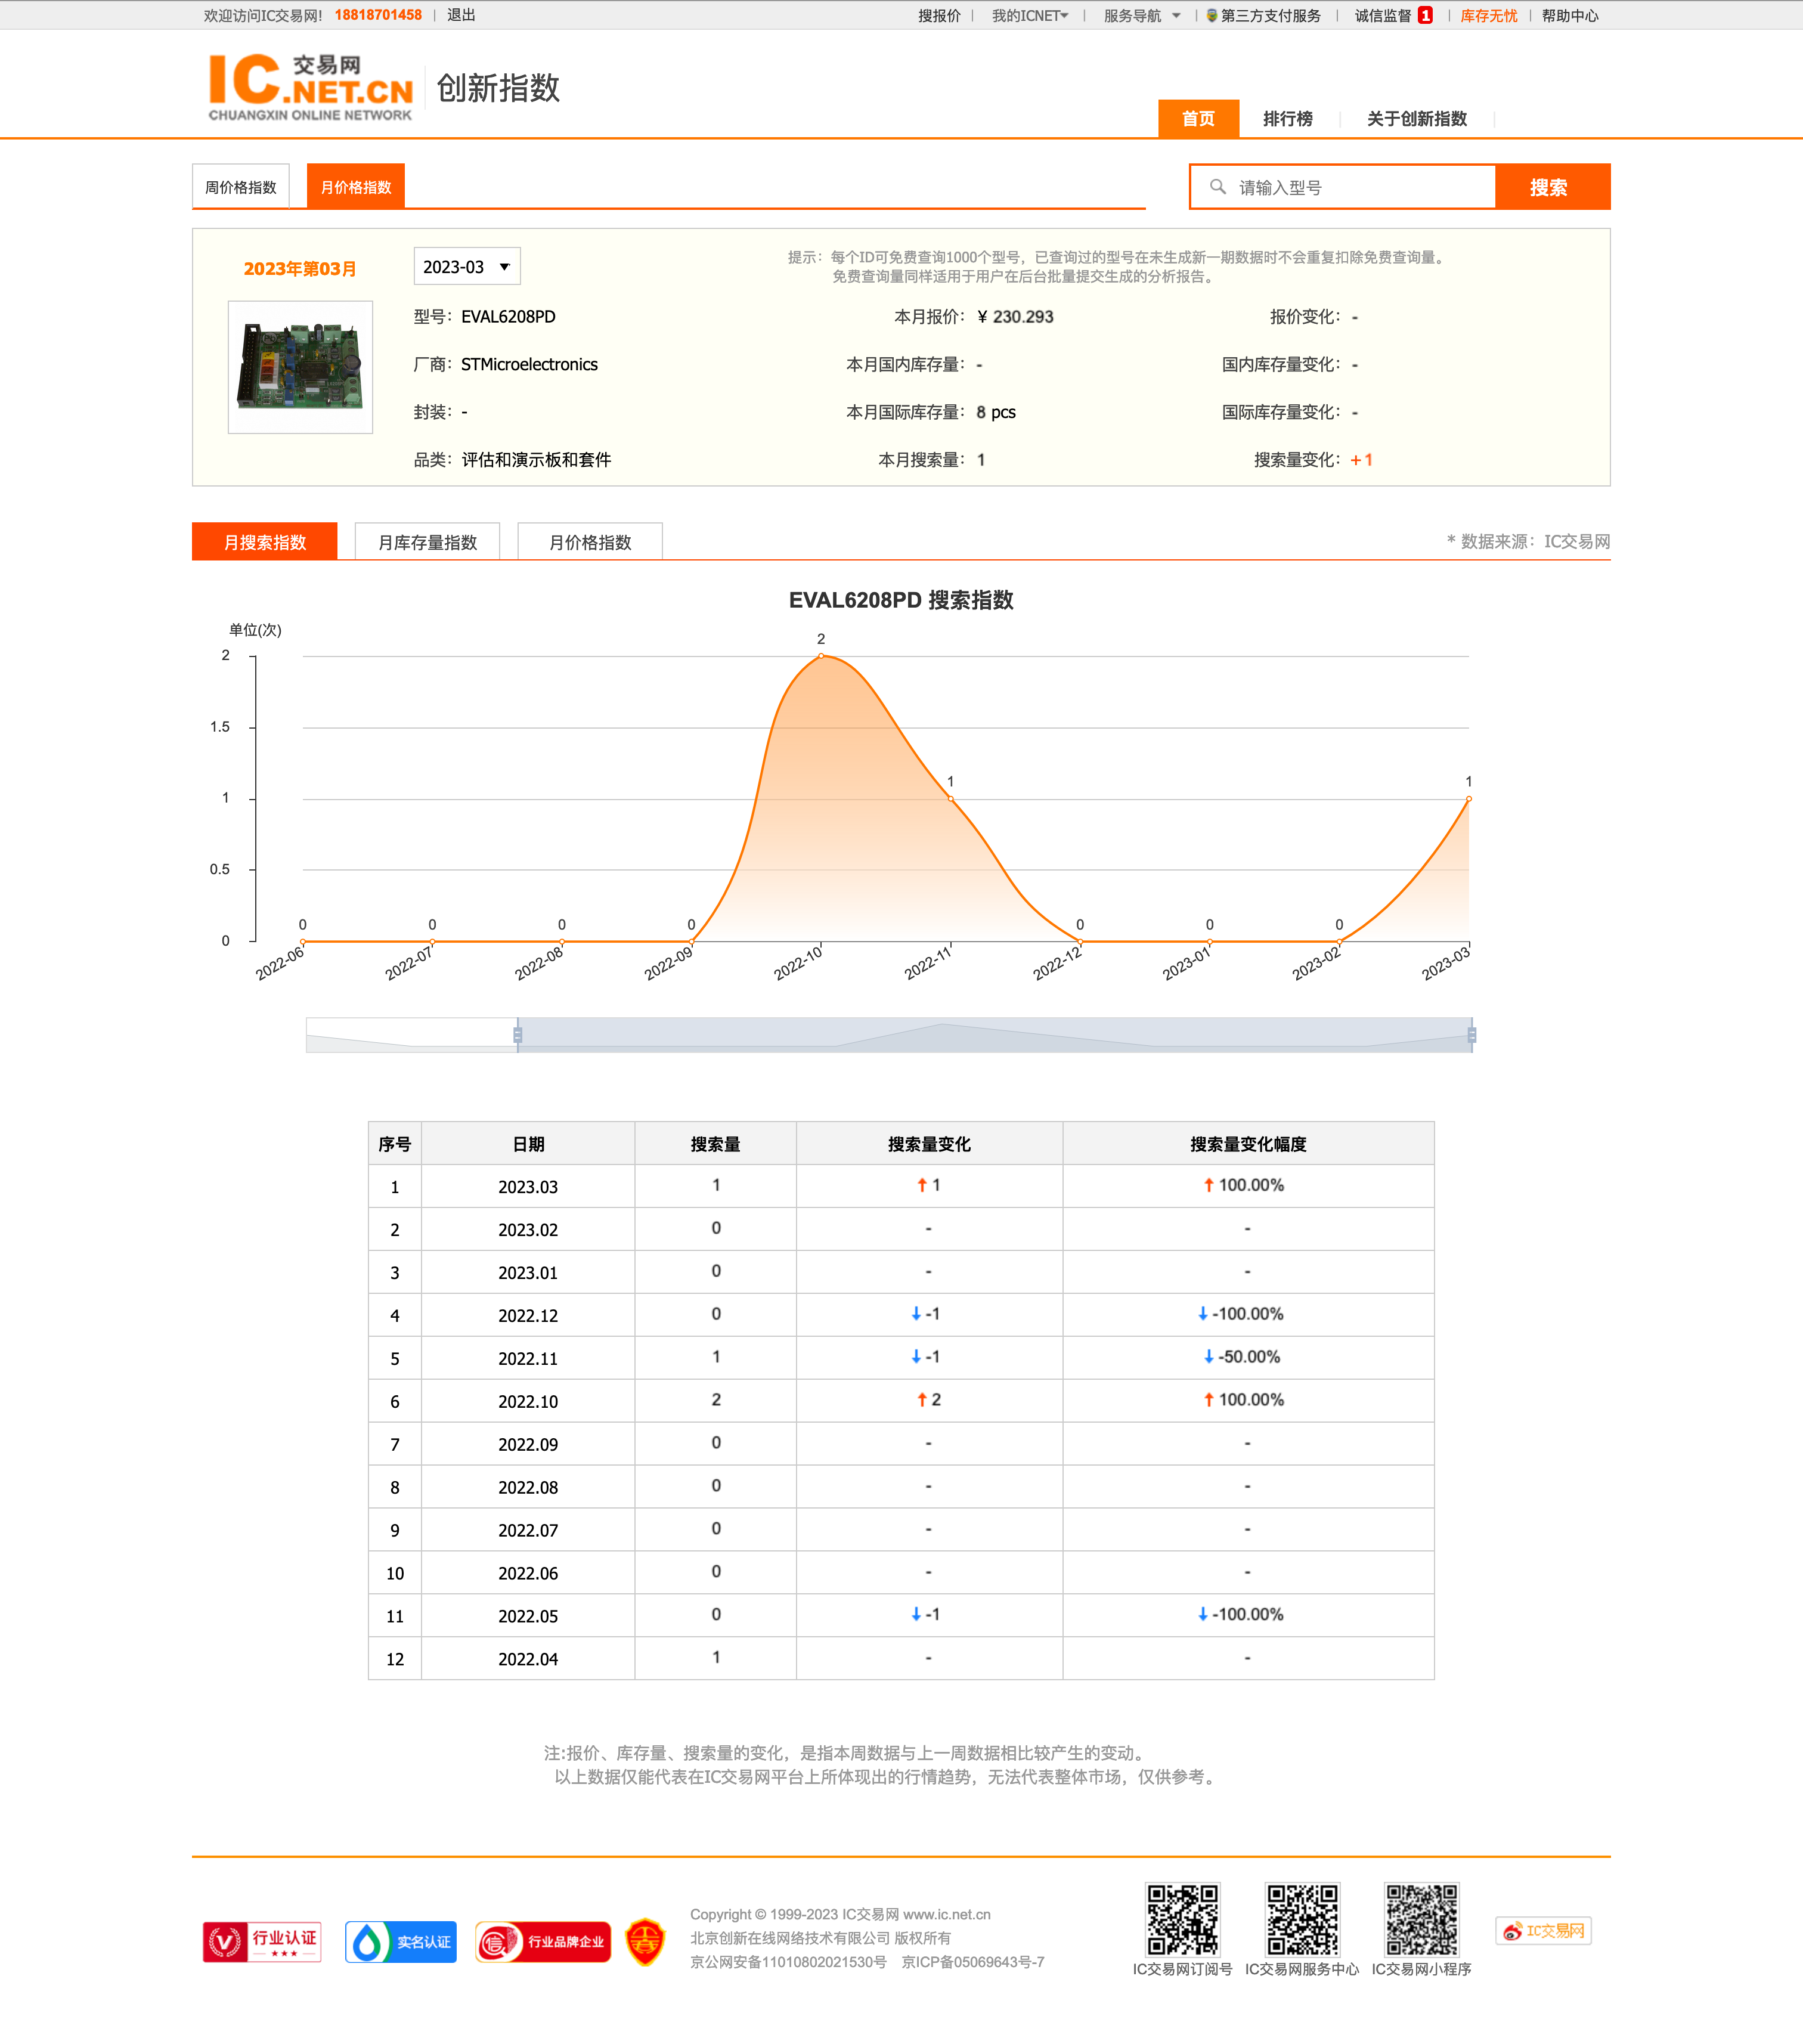 欢迎访问IC交易网! 18818701458 | 退出 搜报价 | 我的ICNET | 服务导航 | 第三方支付服务 | 诚信监督 1 | 库存无忧 | 帮助中心
IC 交易网
.NET.CN
CHUANGXIN ONLINE NETWORK
创新指数
首页 排行榜 关于创新指数
周价格指数 月价格指数 请输入型号 搜索
2023年第03月 2023-03
提示：每个ID可免费查询1000个型号，已查询过的型号在未生成新一期数据时不会重复扣除免费查询量。
免费查询量同样适用于用户在后台批量提交生成的分析报告。
型号：EVAL6208PD 本月报价：¥ 230.293 报价变化：-
厂商：STMicroelectronics 本月国内库存量：- 国内库存量变化：-
封装：- 本月国际库存量：8 pcs 国际库存量变化：-
品类：评估和演示板和套件 本月搜索量：1 搜索量变化：+1
月搜索指数 月库存量指数 月价格指数 * 数据来源：IC交易网
EVAL6208PD 搜索指数
单位(次)
2
2
1.5
1 1 1
0.5
0 0 0 0 0 0 0
0
2022-06 2022-07 2022-08 2022-09 2022-10 2022-11 2022-12 2023-01 2023-02 2023-03
序号 日期 搜索量 搜索量变化 搜索量变化幅度
1 2023.03 1 ↑ 1 ↑ 100.00%
2 2023.02 0 - -
3 2023.01 0 - -
4 2022.12 0 ↓ -1 ↓ -100.00%
5 2022.11 1 ↓ -1 ↓ -50.00%
6 2022.10 2 ↑ 2 ↑ 100.00%
7 2022.09 0 - -
8 2022.08 0 - -
9 2022.07 0 - -
10 2022.06 0 - -
11 2022.05 0 ↓ -1 ↓ -100.00%
12 2022.04 1 - -
注:报价、库存量、搜索量的变化，是指本周数据与上一周数据相比较产生的变动。
以上数据仅能代表在IC交易网平台上所体现出的行情趋势，无法代表整体市场，仅供参考。
行业认证 实名认证 信 行业品牌企业
Copyright © 1999-2023 IC交易网 www.ic.net.cn
北京创新在线网络技术有限公司 版权所有
京公网安备11010802021530号 京ICP备05069643号-7
IC交易网订阅号 IC交易网服务中心 IC交易网小程序
IC交易网